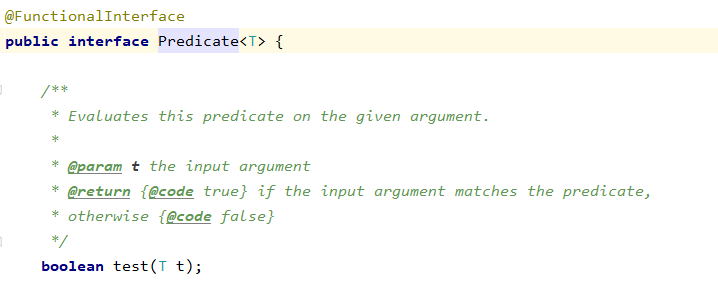 @FunctionalInterface
public interface Predicate<T> {
/**
* Evaluates this predicate on the given argument.
*
* @param t the input argument
* @return {@code true} if the input argument matches the predicate,
* otherwise {@code false}
*/
boolean test(T t);